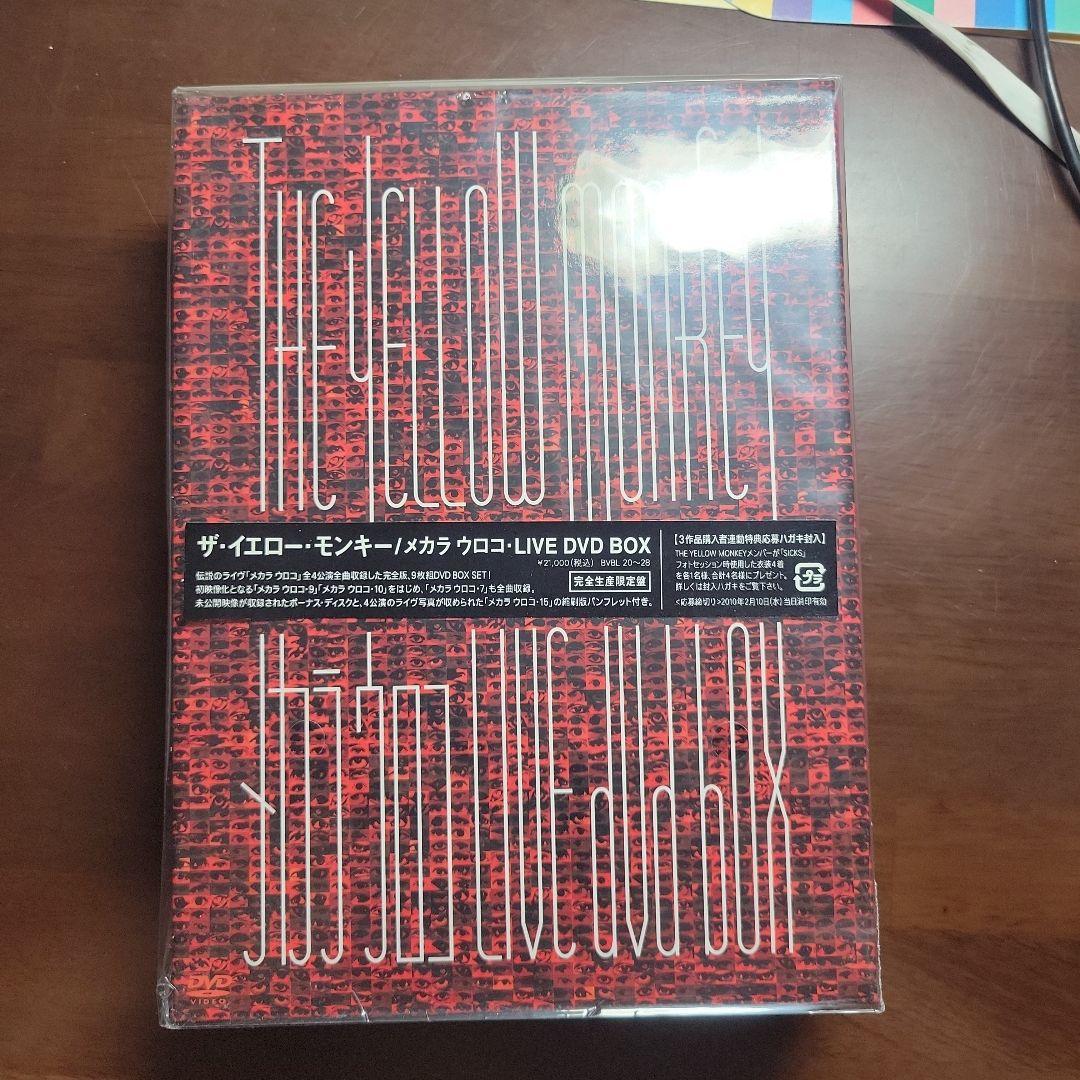 THE YELLOW MONKEY
ザ・イエロー・モンキー/メカラ ウロコ・LIVE DVD BOX
¥21,000(税込) BVBL 20〜28
伝説のライヴ「メカラ ウロコ」全4公演全曲収録した完全版、9枚組DVD BOX SET!
初映像化となる「メカラ ウロコ・9」「メカラ ウロコ・10」をはじめ、「メカラ ウロコ・7」も全曲収録。
完全生産限定盤
未公開映像が収録されたボーナス・ディスクと、4公演のライヴ写真が収められた「メカラ ウロコ・15」の縮刷版パンフレット付き。
【3作品購入者連動特典応募ハガキ封入】
THE YELLOW MONKEYメンバーが「SICKS」
フォトセッション時使用した衣装4着
を各1名様、合計4名様にプレゼント。
詳しくは封入ハガキをご覧下さい。
<応募締切り>2010年2月10日(水)当日消印有効
プラ
メカラ ウロコ LIVE dVd bOX
DVD
VIDEO